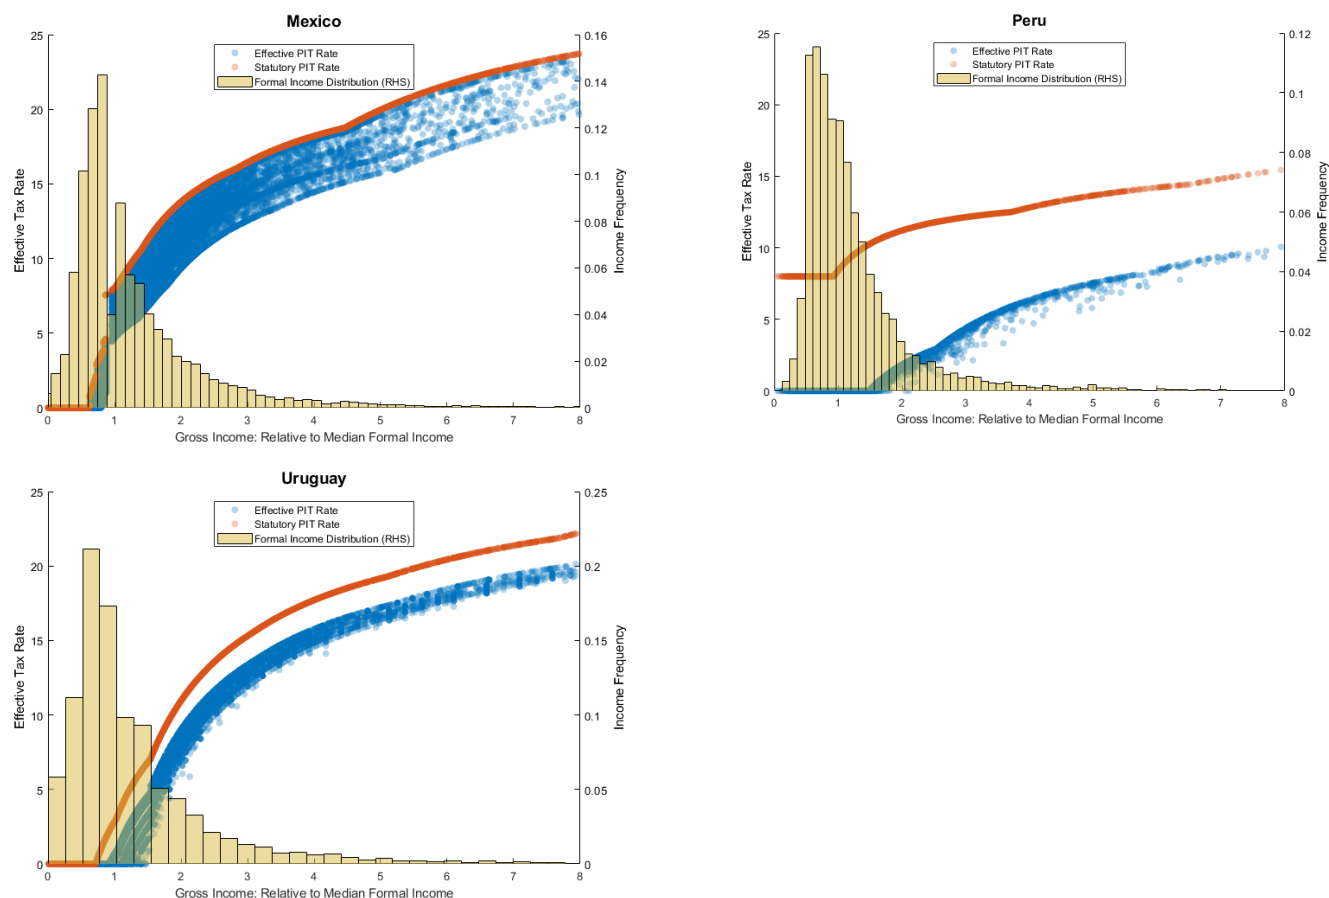 Mexico
Effective PIT Rate
Statutory PIT Rate
Formal Income Distribution (RHS)
25
20
15
10
5
0
0.16
0.14
0.12
0.1
0.08
0.06
0.04
0.02
0
0 1 2 3 4 5 6 7 8
Effective Tax Rate
Income Frequency
Gross Income: Relative to Median Formal Income
Peru
Effective PIT Rate
Statutory PIT Rate
Formal Income Distribution (RHS)
25
20
15
10
5
0
0.12
0.1
0.08
0.06
0.04
0.02
0
0 1 2 3 4 5 6 7 8
Effective Tax Rate
Income Frequency
Gross Income: Relative to Median Formal Income
Uruguay
Effective PIT Rate
Statutory PIT Rate
Formal Income Distribution (RHS)
25
20
15
10
5
0
0.25
0.2
0.15
0.1
0.05
0
0 1 2 3 4 5 6 7 8
Effective Tax Rate
Income Frequency
Gross Income: Relative to Median Formal Income